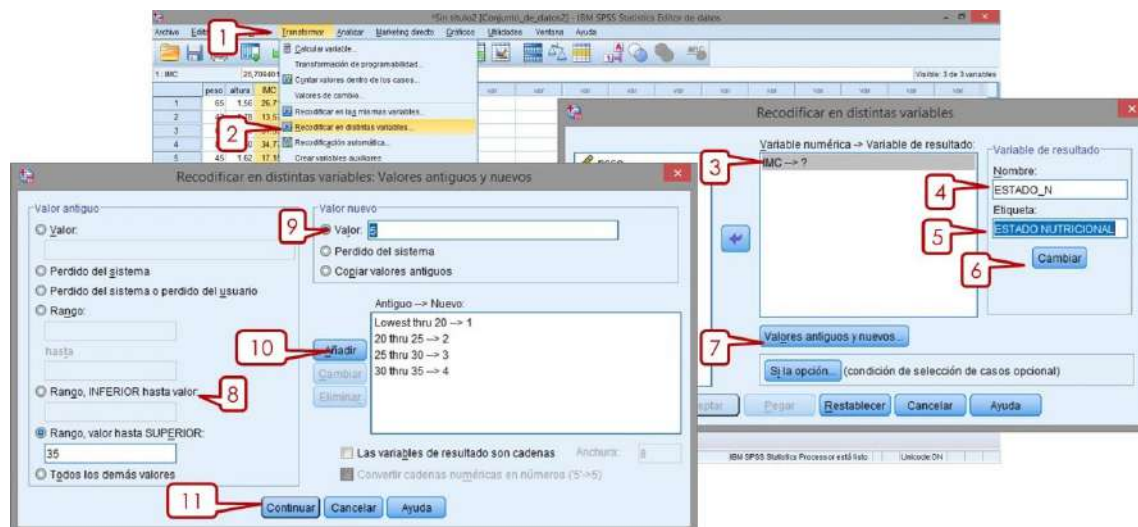 *Sin título2 [Conjunto_de_datos2] - IBM SPSS Statistics Editor de datos
Archivo
Transformar Analizar Marketing directo Gráficos Utilidades Ventana Ayuda
1
Calcular variable...
Transformación de programabilidad...
Contar valores dentro de los casos...
Valores de cambio...
Recodificar en las mismas variables...
2
Recodificar en distintas variables...
Recodificación automática...
Crear variables auxiliares
1 : IMC
Visible: 3 de 3 variables
peso altura IMC
1 65 1,56
2
3
4
5 45 1,62
Recodificar en distintas variables
Variable numérica -> Variable de resultado:
3
IMC --> ?
Variable de resultado
Nombre:
4
ESTADO_N
Etiqueta:
5
ESTADO NUTRICIONAL
6
Cambiar
7
Valores antiguos y nuevos...
Si la opción... (condición de selección de casos opcional)
Pegar Restablecer Cancelar Ayuda
IBM SPSS Statistics Processor está listo Unicode:ON
Recodificar en distintas variables: Valores antiguos y nuevos
Valor antiguo
Valor:
Perdido del sistema
Perdido del sistema o perdido del usuario
Rango:
hasta
Rango, INFERIOR hasta valor:
8
Rango, valor hasta SUPERIOR:
35
Todos los demás valores
Valor nuevo
9
Valor: 5
Perdido del sistema
Copiar valores antiguos
Antiguo --> Nuevo:
Lowest thru 20 --> 1
20 thru 25 --> 2
25 thru 30 --> 3
30 thru 35 --> 4
10
Añadir
Cambiar
Eliminar
Las variables de resultado son cadenas Anchura: 8
Convertir cadenas numéricas en números ('5'->5)
11
Continuar Cancelar Ayuda